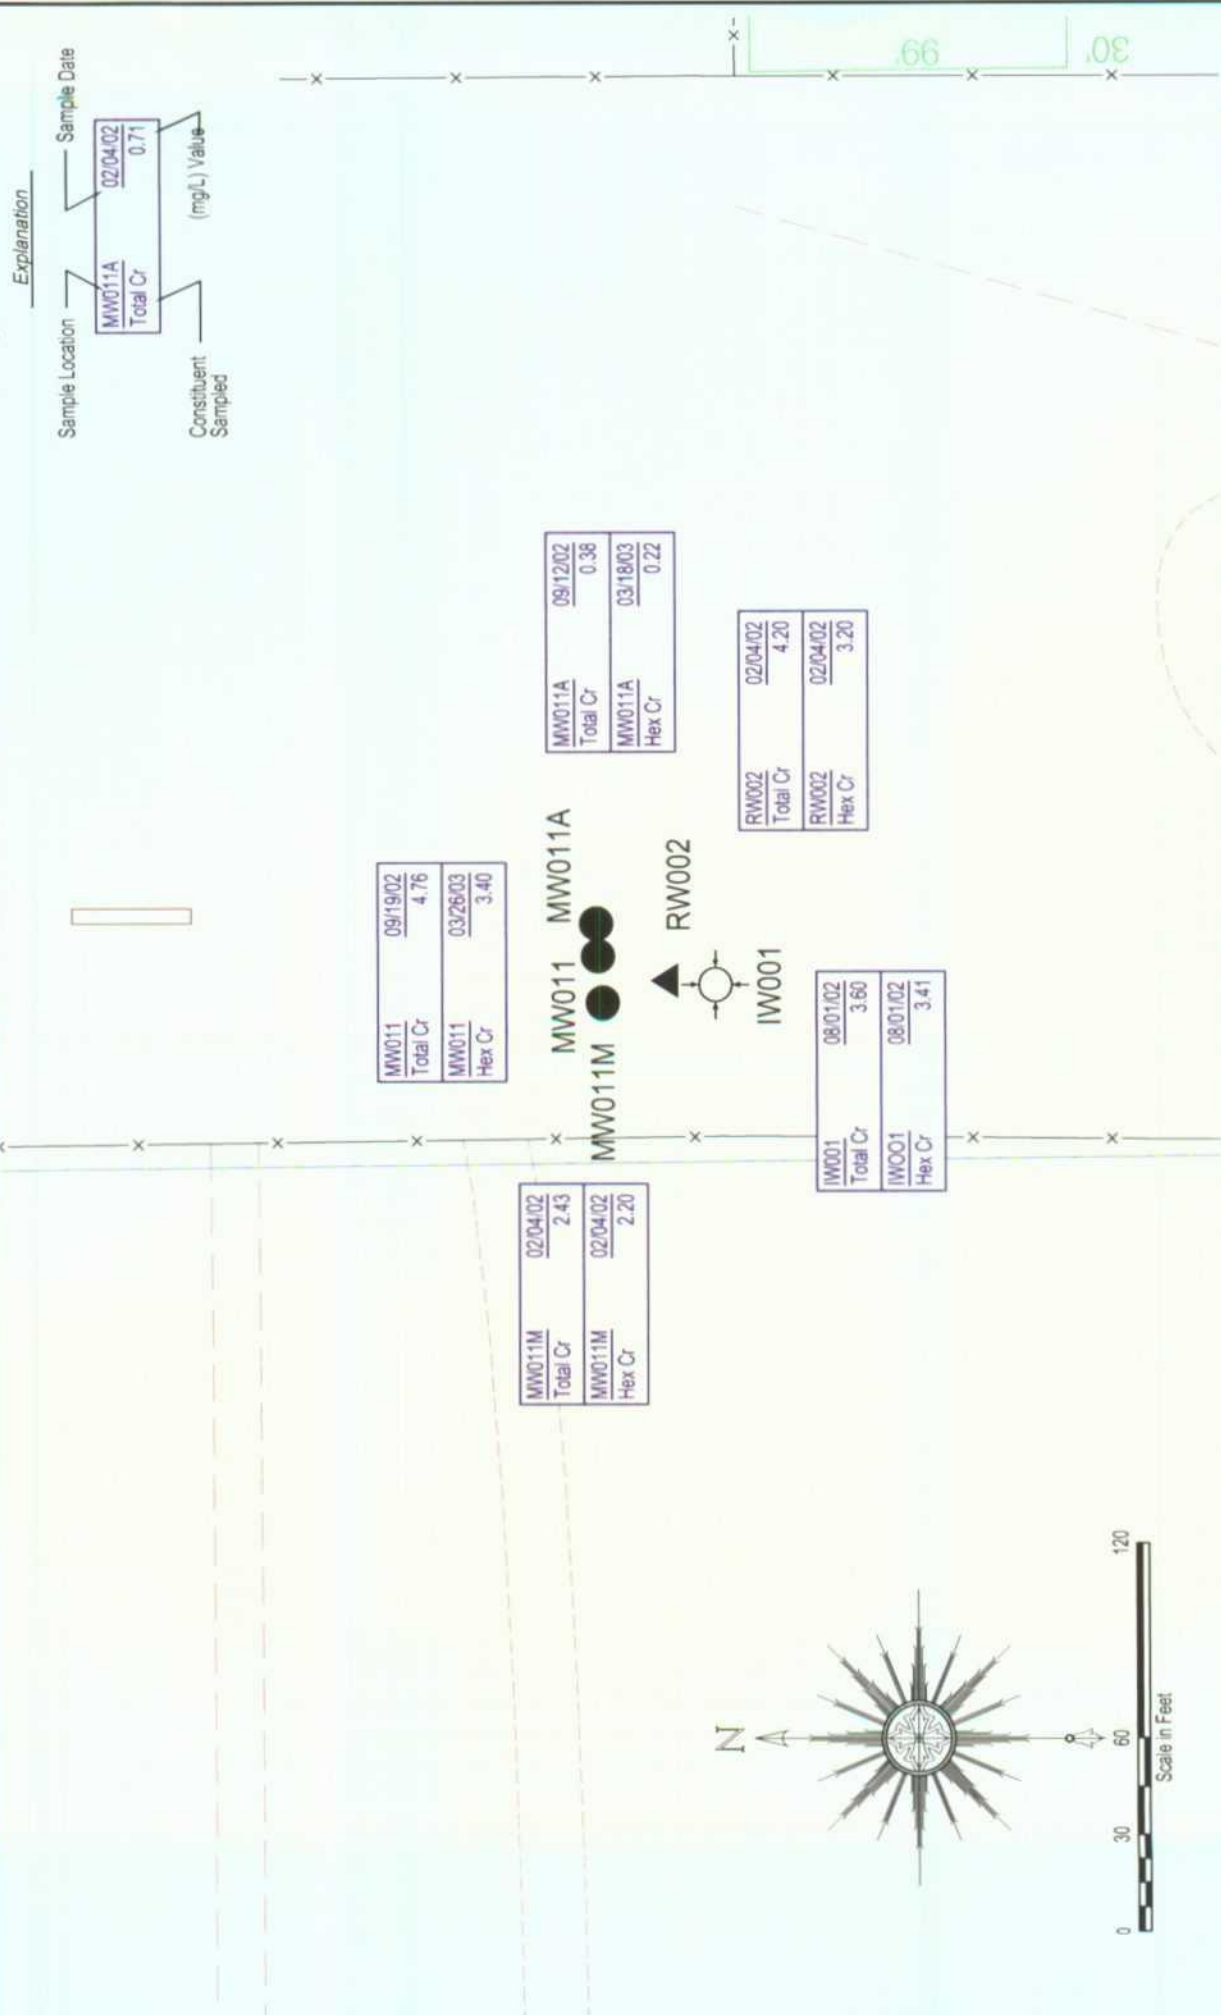 Explanation
Sample Location
Sample Date
MW011A 02/04/02
Total Cr 0.71
Constituent
Sampled
(mg/L) Value
MW011 09/19/02
Total Cr 4.76
MW011 03/26/03
Hex Cr 3.40
MW011A 09/12/02
Total Cr 0.38
MW011A 03/18/03
Hex Cr 0.22
MW011M 02/04/02
Total Cr 2.43
MW011M 02/04/02
Hex Cr 2.20
MW011M
MW011
MW011A
RW002
IW001
RW002 02/04/02
Total Cr 4.20
RW002 02/04/02
Hex Cr 3.20
IW001 08/01/02
Total Cr 3.60
IWOO1 08/01/02
Hex Cr 3.41
99'
30'
N
0 30 60 120
Scale in Feet